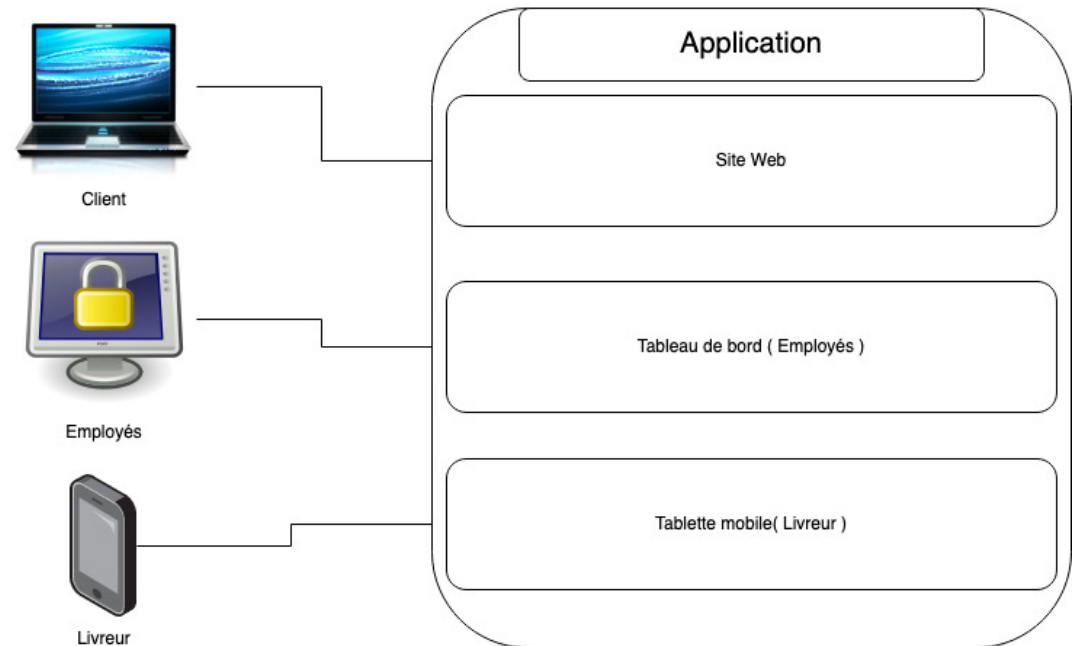 Application
Client
Site Web
Employés
Tableau de bord ( Employés )
Livreur
Tablette mobile( Livreur )